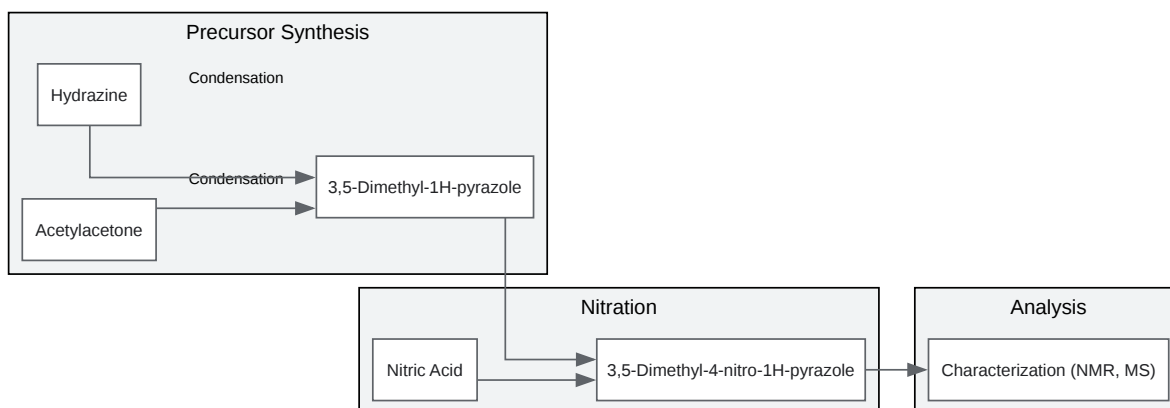 Precursor Synthesis
Hydrazine
Condensation
Condensation
3,5-Dimethyl-1H-pyrazole
Acetylacetone
Nitration
Nitric Acid
3,5-Dimethyl-4-nitro-1H-pyrazole
Analysis
Characterization (NMR, MS)